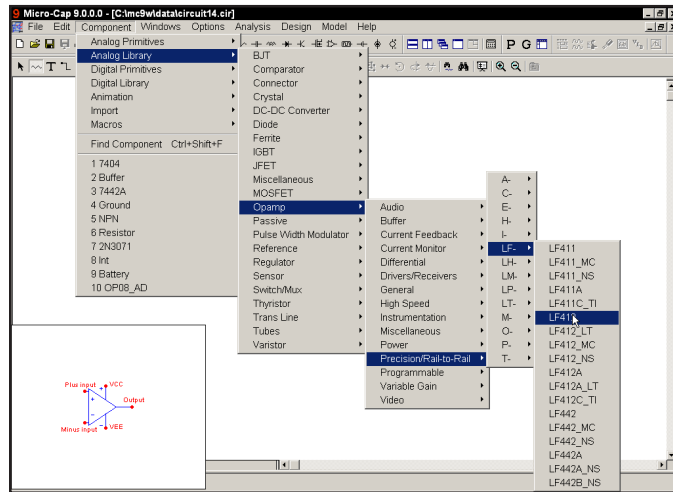 Micro-Cap 9.0.0.0 - [C:\mc9w\data\circuit14.cir]
File Edit Component Windows Options Analysis Design Model Help
Analog Primitives
Analog Library
Digital Primitives
Digital Library
Animation
Import
Macros
Find Component Ctrl+Shift+F
1 7404
2 Buffer
3 7442A
4 Ground
5 NPN
6 Resistor
7 2N3071
8 Int
9 Battery
10 OP08_AD
BJT
Comparator
Connector
Crystal
DC-DC Converter
Diode
Ferrite
IGBT
JFET
Miscellaneous
MOSFET
Opamp
Passive
Pulse Width Modulator
Reference
Regulator
Sensor
Switch/Mux
Thyristor
Trans Line
Tubes
Varistor
Audio
Buffer
Current Feedback
Current Monitor
Differential
Drivers/Receivers
General
High Speed
Instrumentation
Miscellaneous
Power
Precision/Rail-to-Rail
Programmable
Variable Gain
Video
A-
C-
E-
H-
I-
LF-
LH-
LM-
LP-
LT-
M-
O-
P-
T-
LF411
LF411_MC
LF411_NS
LF411A
LF411C_TI
LF412
LF412_LT
LF412_MC
LF412_NS
LF412A
LF412A_LT
LF412C_TI
LF442
LF442_MC
LF442_NS
LF442A
LF442A_NS
LF442B_NS
Plus input
VCC
Output
Minus input
VEE
T
P G